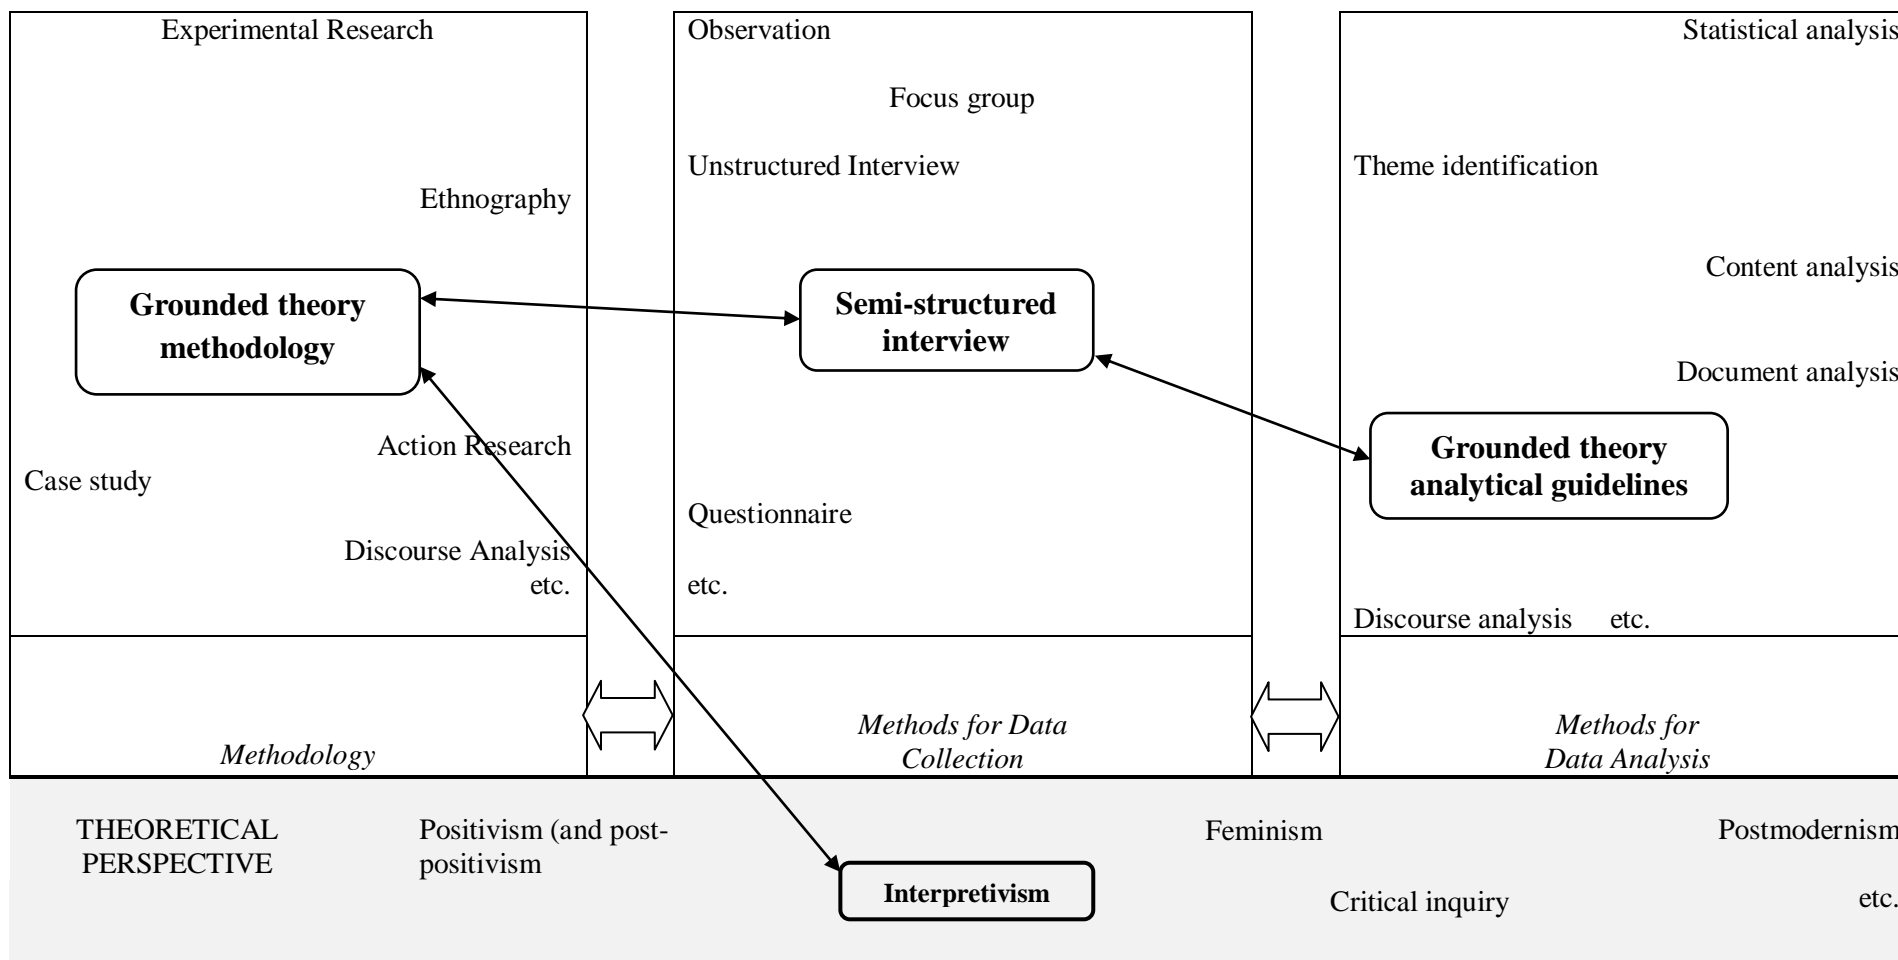 Experimental Research
Ethnography
Grounded theory
methodology
Action Research
Case study
Discourse Analysis
etc.
Methodology
Observation
Focus group
Unstructured Interview
Semi-structured
interview
Questionnaire
etc.
Methods for Data
Collection
Statistical analysis
Theme identification
Content analysis
Document analysis
Grounded theory
analytical guidelines
Discourse analysis etc.
Methods for
Data Analysis
THEORETICAL
PERSPECTIVE
Positivism (and post-
positivism
Interpretivism
Feminism
Critical inquiry
Postmodernism
etc.